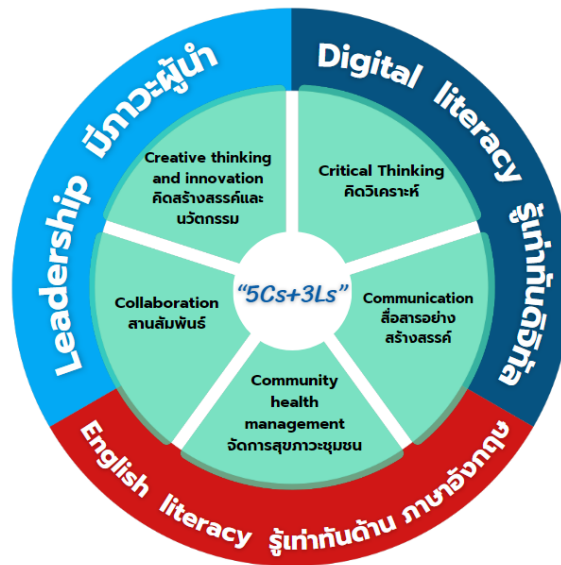 Leadership มีภาวะผู้นำ
Digital literacy รู้เท่าทันดิจิทัล
Creative thinking
and innovation
คิดสร้างสรรค์และ
นวัตกรรม
Critical Thinking
คิดวิเคราะห์
"5Cs+3Ls"
Collaboration
สานสัมพันธ์
Communication
สื่อสารอย่าง
สร้างสรรค์
Community
health
management
จัดการสุขภาวะชุมชน
English literacy รู้เท่าทันด้าน ภาษาอังกฤษ